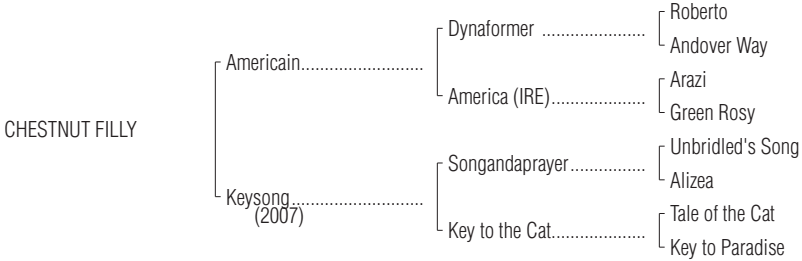 Roberto
Dynaformer ......................
Andover Way
Americain..........................
Arazi
America (IRE)....................
Green Rosy
CHESTNUT FILLY
Unbridled's Song
Songandaprayer................
Alizea
Keysong............................
(2007)
Tale of the Cat
Key to the Cat....................
Key to Paradise